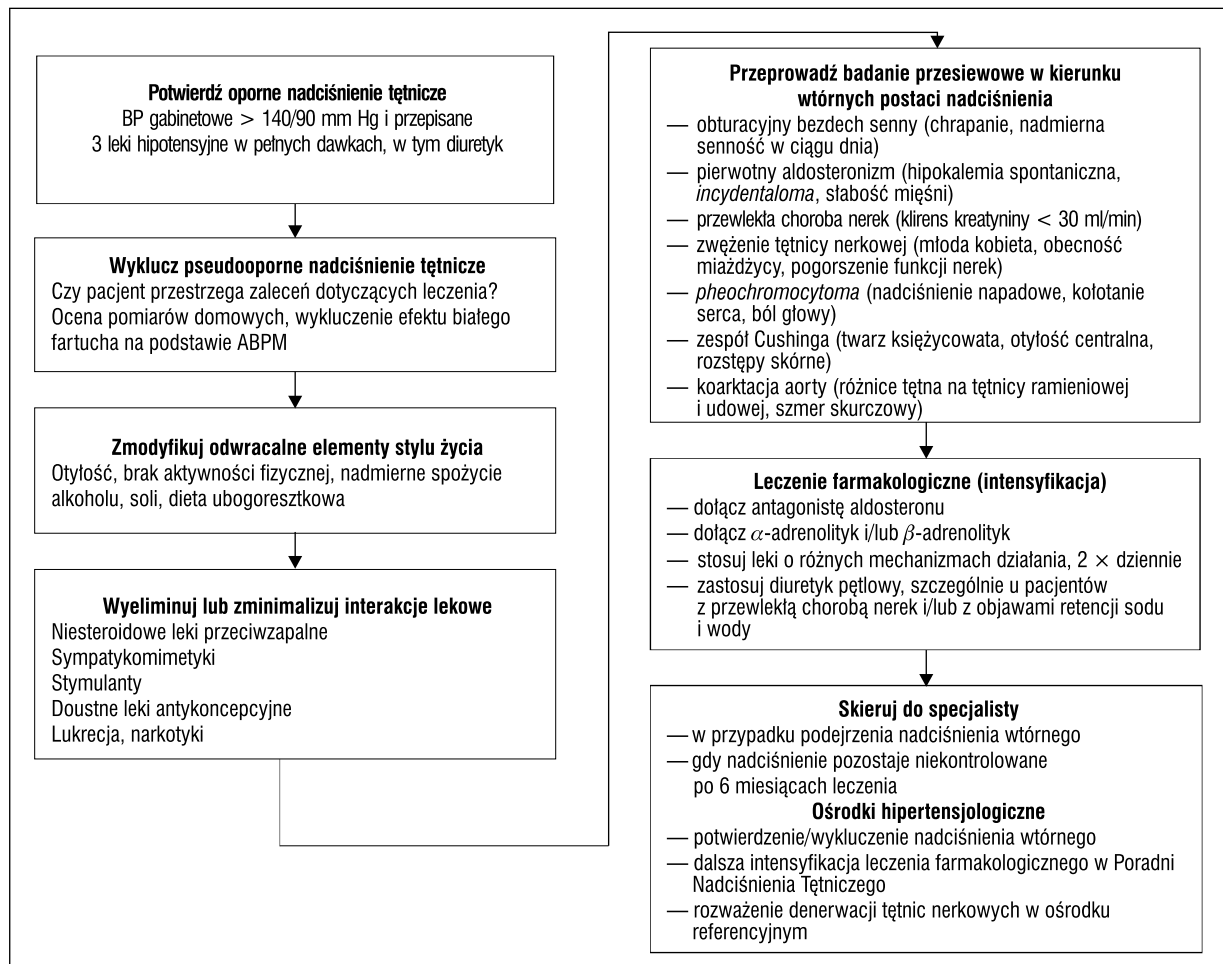 Potwierdź oporne nadciśnienie tętnicze
BP gabinetowe > 140/90 mm Hg i przepisane
3 leki hipotensyjne w pełnych dawkach, w tym diuretyk
Wyklucz pseudooporne nadciśnienie tętnicze
Czy pacjent przestrzega zaleceń dotyczących leczenia?
Ocena pomiarów domowych, wykluczenie efektu białego
fartucha na podstawie ABPM
Zmodyfikuj odwracalne elementy stylu życia
Otyłość, brak aktywności fizycznej, nadmierne spożycie
alkoholu, soli, dieta ubogoresztkowa
Wyeliminuj lub zminimalizuj interakcje lekowe
Niesteroidowe leki przeciwzapalne
Sympatykomimetyki
Stymulanty
Doustne leki antykoncepcyjne
Lukrecja, narkotyki
Przeprowadź badanie przesiewowe w kierunku
wtórnych postaci nadciśnienia
— obturacyjny bezdech senny (chrapanie, nadmierna
senność w ciągu dnia)
— pierwotny aldosteronizm (hipokalemia spontaniczna,
incydentaloma, słabość mięśni)
— przewlekła choroba nerek (klirens kreatyniny < 30 ml/min)
— zwężenie tętnicy nerkowej (młoda kobieta, obecność
miażdżycy, pogorszenie funkcji nerek)
— pheochromocytoma (nadciśnienie napadowe, kołotanie
serca, ból głowy)
— zespół Cushinga (twarz księżycowata, otyłość centralna,
rozstępy skórne)
— koarktacja aorty (różnice tętna na tętnicy ramieniowej
i udowej, szmer skurczowy)
Leczenie farmakologiczne (intensyfikacja)
— dołącz antagonistę aldosteronu
— dołącz α-adrenolityk i/lub β-adrenolityk
— stosuj leki o różnych mechanizmach działania, 2 × dziennie
— zastosuj diuretyk pętlowy, szczególnie u pacjentów
z przewlekłą chorobą nerek i/lub z objawami retencji sodu
i wody
Skieruj do specjalisty
— w przypadku podejrzenia nadciśnienia wtórnego
— gdy nadciśnienie pozostaje niekontrolowane
po 6 miesiącach leczenia
Ośrodki hipertensjologiczne
— potwierdzenie/wykluczenie nadciśnienia wtórnego
— dalsza intensyfikacja leczenia farmakologicznego w Poradni
Nadciśnienia Tętniczego
— rozważenie denerwacji tętnic nerkowych w ośrodku
referencyjnym